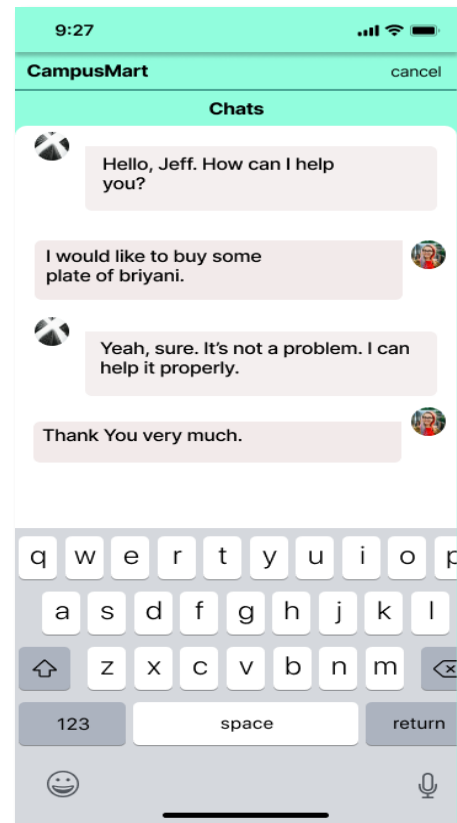 9:27
CampusMart cancel
Chats
Hello, Jeff. How can I help
you?
I would like to buy some
plate of briyani.
Yeah, sure. It’s not a problem. I can
help it properly.
Thank You very much.
q w e r t y u i o p
a s d f g h j k l
z x c v b n m
123 space return